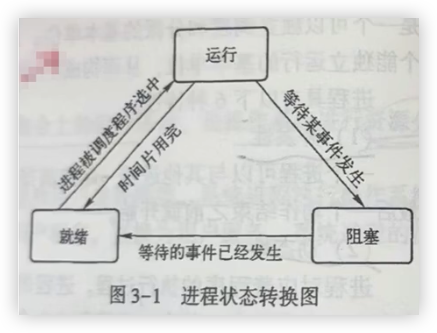 运行
进程被调度程序选中
时间片用完
等待某事件发生
就绪
阻塞
等待的事件已经发生
图3-1 进程状态转换图